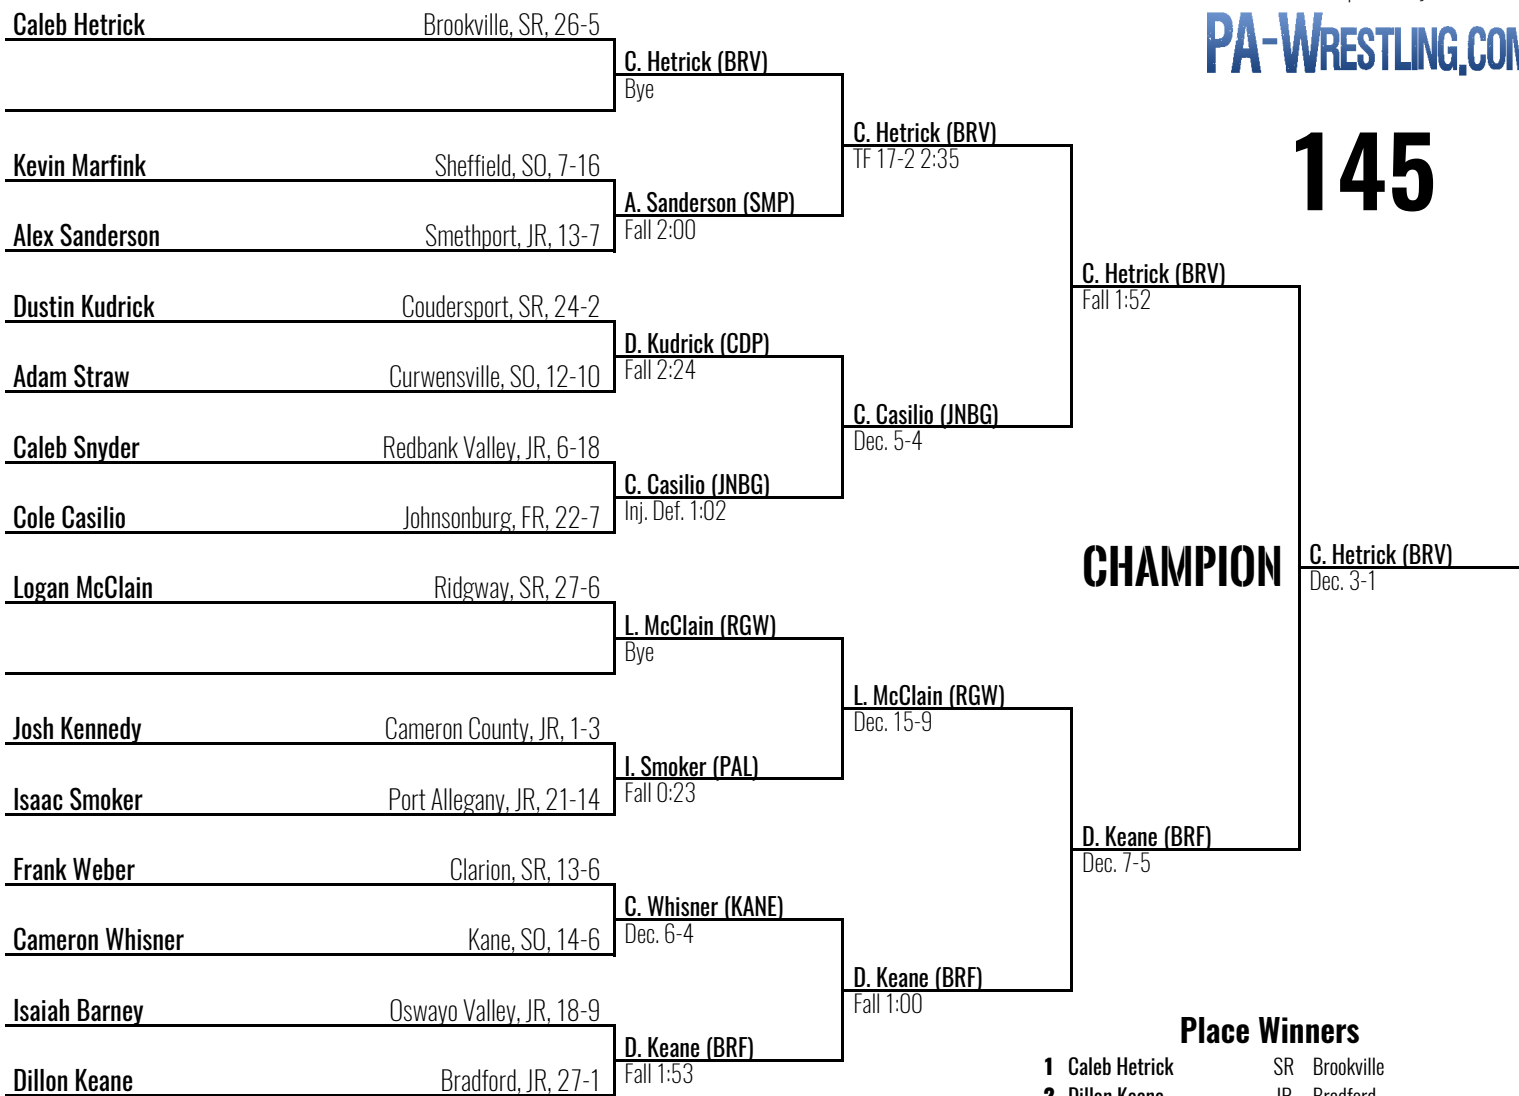 Caleb Hetrick Brookville, SR, 26-5
C. Hetrick (BRV)
Bye
Kevin Marfink Sheffield, SO, 7-16
Alex Sanderson Smethport, JR, 13-7
A. Sanderson (SMP)
Fall 2:00
C. Hetrick (BRV)
TF 17-2 2:35
Dustin Kudrick Coudersport, SR, 24-2
Adam Straw Curwensville, SO, 12-10
D. Kudrick (CDP)
Fall 2:24
Caleb Snyder Redbank Valley, JR, 6-18
Cole Casilio Johnsonburg, FR, 22-7
C. Casilio (JNBG)
Inj. Def. 1:02
C. Casilio (JNBG)
Dec. 5-4
C. Hetrick (BRV)
Fall 1:52
Logan McClain Ridgway, SR, 27-6
L. McClain (RGW)
Bye
Josh Kennedy Cameron County, JR, 1-3
Isaac Smoker Port Allegany, JR, 21-14
I. Smoker (PAL)
Fall 0:23
L. McClain (RGW)
Dec. 15-9
Frank Weber Clarion, SR, 13-6
Cameron Whisner Kane, SO, 14-6
C. Whisner (KANE)
Dec. 6-4
Isaiah Barney Oswayo Valley, JR, 18-9
Dillon Keane Bradford, JR, 27-1
D. Keane (BRF)
Fall 1:53
D. Keane (BRF)
Fall 1:00
D. Keane (BRF)
Dec. 7-5
PA-WRESTLING.COM
145
CHAMPION
C. Hetrick (BRV)
Dec. 3-1
Place Winners
1 Caleb Hetrick SR Brookville
2 Dillon Keane JR Bradford